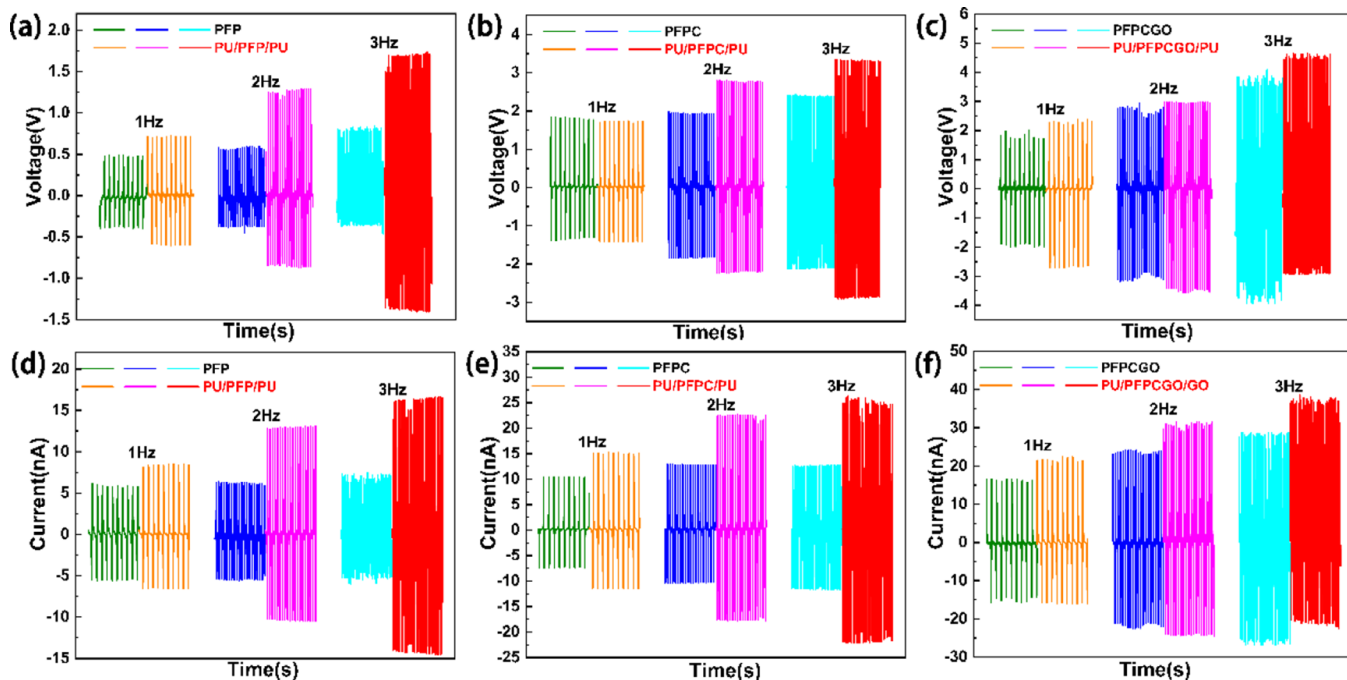 (a)
2.0
1.5
1.0
0.5
0.0
-0.5
-1.0
-1.5
Voltage(V)
PFP
PU/PFP/PU
1Hz
2Hz
3Hz
Time(s)
(b)
4
3
2
1
0
-1
-2
-3
Voltage(V)
PFPC
PU/PFPC/PU
1Hz
2Hz
3Hz
Time(s)
(c)
6
5
4
3
2
1
0
-1
-2
-3
-4
Voltage(V)
PFPCGO
PU/PFPCGO/PU
1Hz
2Hz
3Hz
Time(s)
(d)
20
15
10
5
0
-5
-10
-15
Current(nA)
PFP
PU/PFP/PU
1Hz
2Hz
3Hz
Time(s)
(e)
35
30
25
20
15
10
5
0
-5
-10
-15
-20
-25
Current(nA)
PFPC
PU/PFPC/PU
1Hz
2Hz
3Hz
Time(s)
(f)
50
40
30
20
10
0
-10
-20
-30
Current(nA)
PFPCGO
PU/PFPCGO/GO
1Hz
2Hz
3Hz
Time(s)